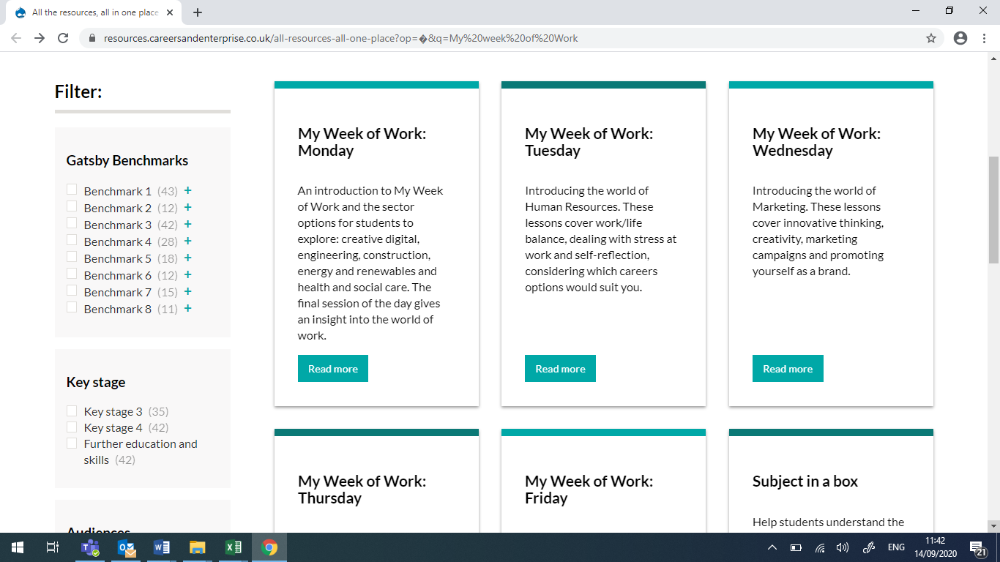 All the resources, all in one place
resources.careersandenterprise.co.uk/all-resources-all-one-place?op=�&q=My%20week%20of%20Work
Filter:
Gatsby Benchmarks
Benchmark 1 (43) +
Benchmark 2 (12) +
Benchmark 3 (42) +
Benchmark 4 (28) +
Benchmark 5 (18) +
Benchmark 6 (12) +
Benchmark 7 (15) +
Benchmark 8 (11) +
Key stage
Key stage 3 (35)
Key stage 4 (42)
Further education and
skills (42)
Audiences
My Week of Work:
Monday
An introduction to My Week
of Work and the sector
options for students to
explore: creative digital,
engineering, construction,
energy and renewables and
health and social care. The
final session of the day gives
an insight into the world of
work.
Read more
My Week of Work:
Tuesday
Introducing the world of
Human Resources. These
lessons cover work/life
balance, dealing with stress at
work and self-reflection,
considering which careers
options would suit you.
Read more
My Week of Work:
Wednesday
Introducing the world of
Marketing. These lessons
cover innovative thinking,
creativity, marketing
campaigns and promoting
yourself as a brand.
Read more
My Week of Work:
Thursday
My Week of Work:
Friday
Subject in a box
Help students understand the
ENG
11:42
14/09/2020
21